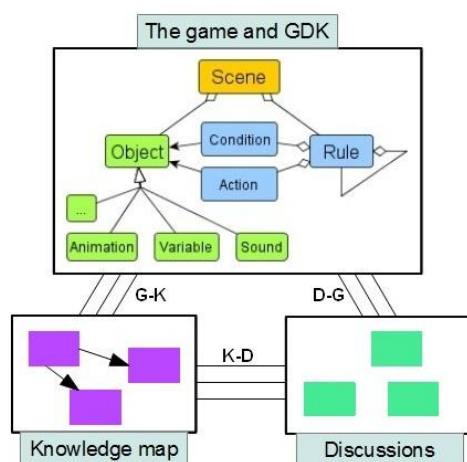 The game and GDK
Scene
Object
Condition
Rule
Action
...
Animation
Variable
Sound
G-K
D-G
K-D
Knowledge map
Discussions